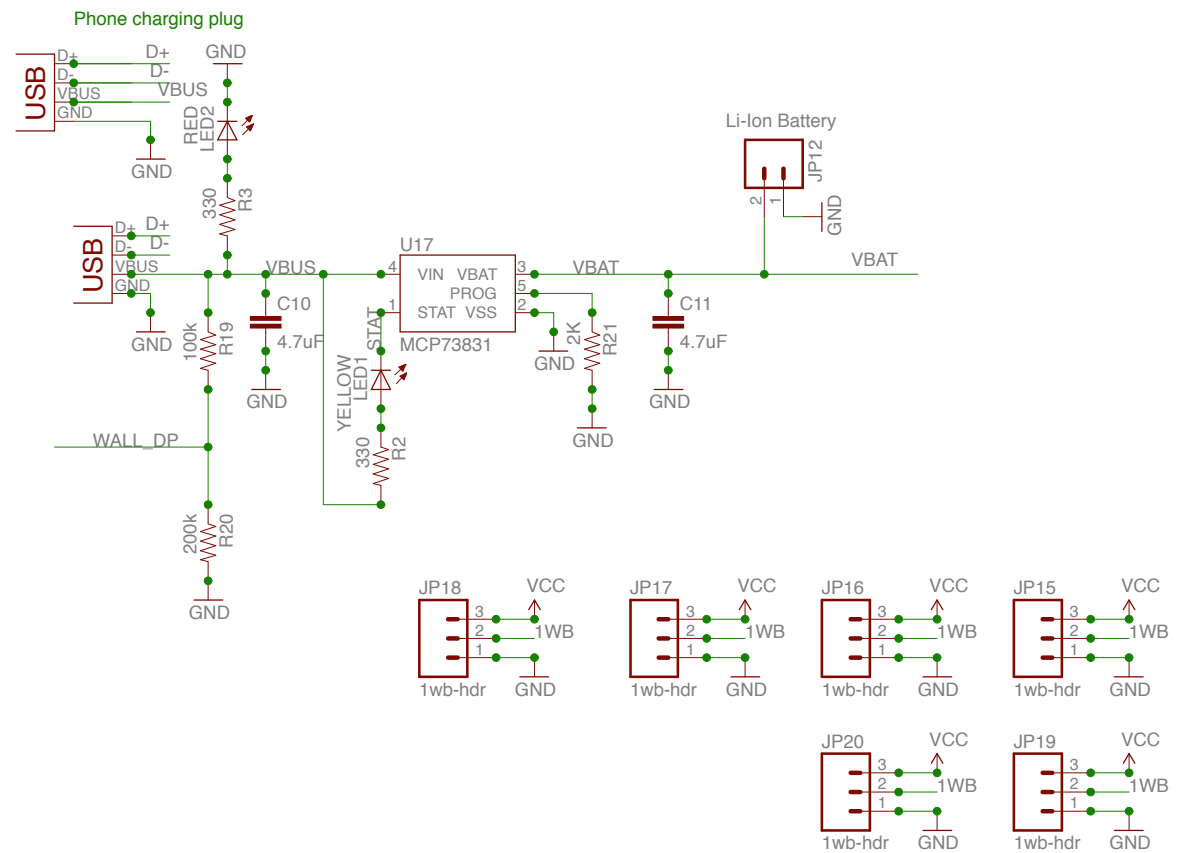 Phone charging plug
USB
D+
D-
VBUS
GND
D+
D-
VBUS
GND
GND
RED
LED2
330
R3
USB
D+
D-
VBUS
GND
D+
D-
GND
VBUS
100k
R19
C10
4.7uF
GND
WALL_DP
200k
R20
GND
U17
4
VIN
VBAT
3
PROG
5
1
STAT
VSS
2
MCP73831
STAT
YELLOW
LED1
330
R2
GND
2K
R21
GND
VBAT
C11
4.7uF
GND
Li-Ion Battery
JP12
2
1
GND
VBAT
JP18
VCC
3
2
1WB
1
1wb-hdr
GND
JP17
VCC
3
2
1WB
1
1wb-hdr
GND
JP16
VCC
3
2
1WB
1
1wb-hdr
GND
JP15
VCC
3
2
1WB
1
1wb-hdr
GND
JP20
VCC
3
2
1WB
1
1wb-hdr
GND
JP19
VCC
3
2
1WB
1
1wb-hdr
GND